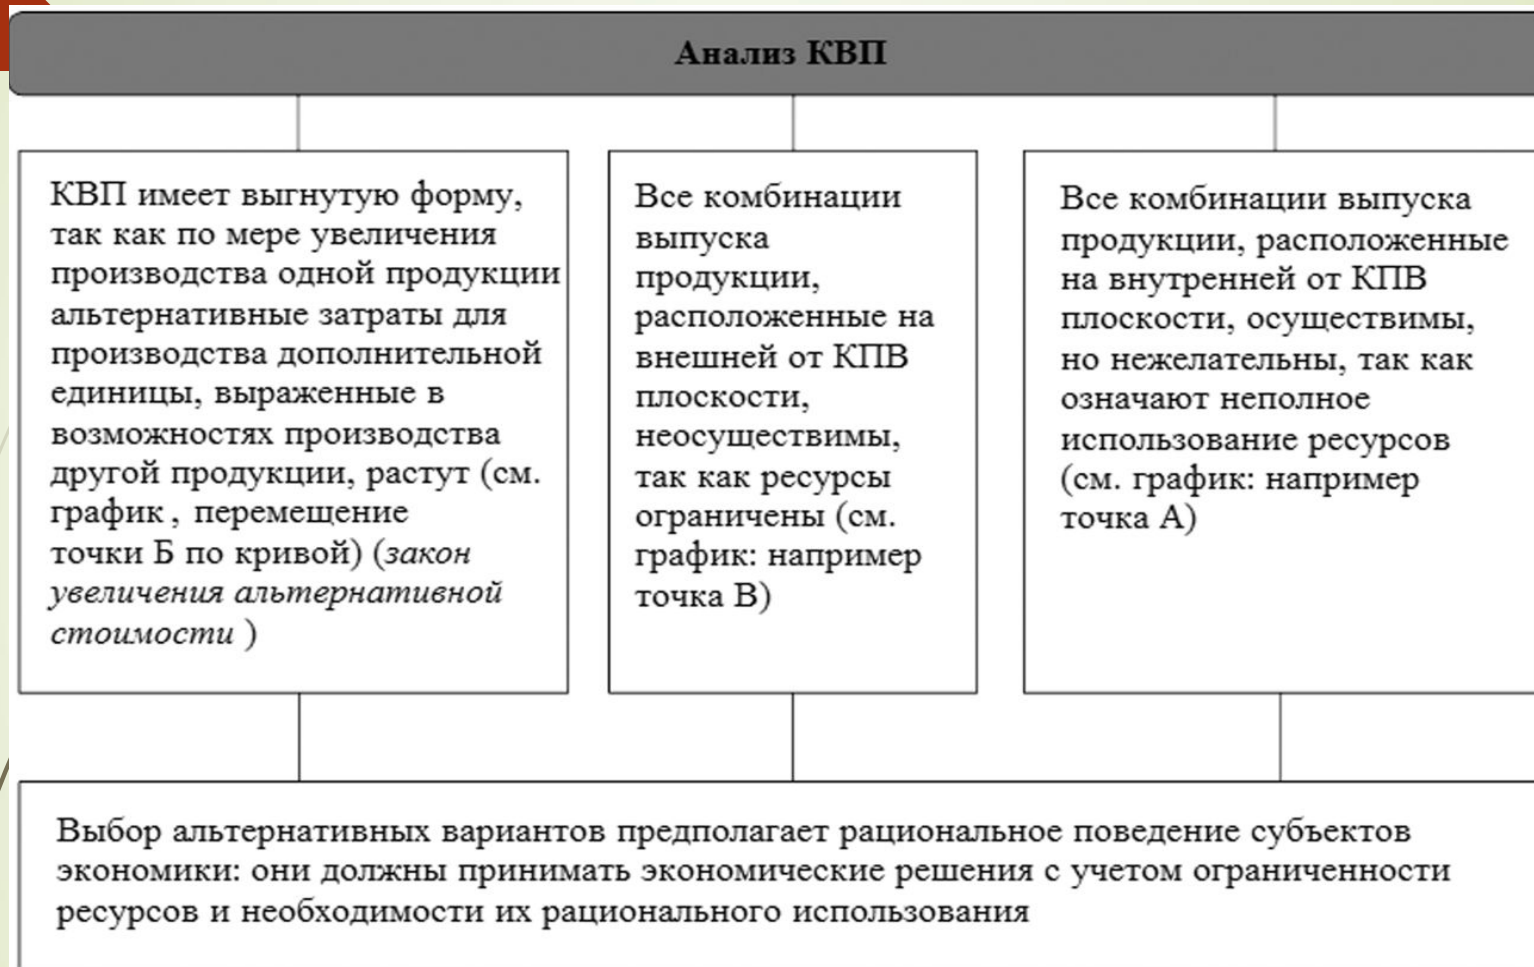 Анализ КВП
КВП имеет выгнутую форму,
так как по мере увеличения
производства одной продукции
альтернативные затраты для
производства дополнительной
единицы, выраженные в
возможностях производства
другой продукции, растут (см.
график , перемещение
точки Б по кривой) (закон
увеличения альтернативной
стоимости )
Все комбинации
выпуска
продукции,
расположенные на
внешней от КПВ
плоскости,
неосуществимы,
так как ресурсы
ограничены (см.
график: например
точка В)
Все комбинации выпуска
продукции, расположенные
на внутренней от КПВ
плоскости, осуществимы,
но нежелательны, так как
означают неполное
использование ресурсов
(см. график: например
точка А)
Выбор альтернативных вариантов предполагает рациональное поведение субъектов
экономики: они должны принимать экономические решения с учетом ограниченности
ресурсов и необходимости их рационального использования